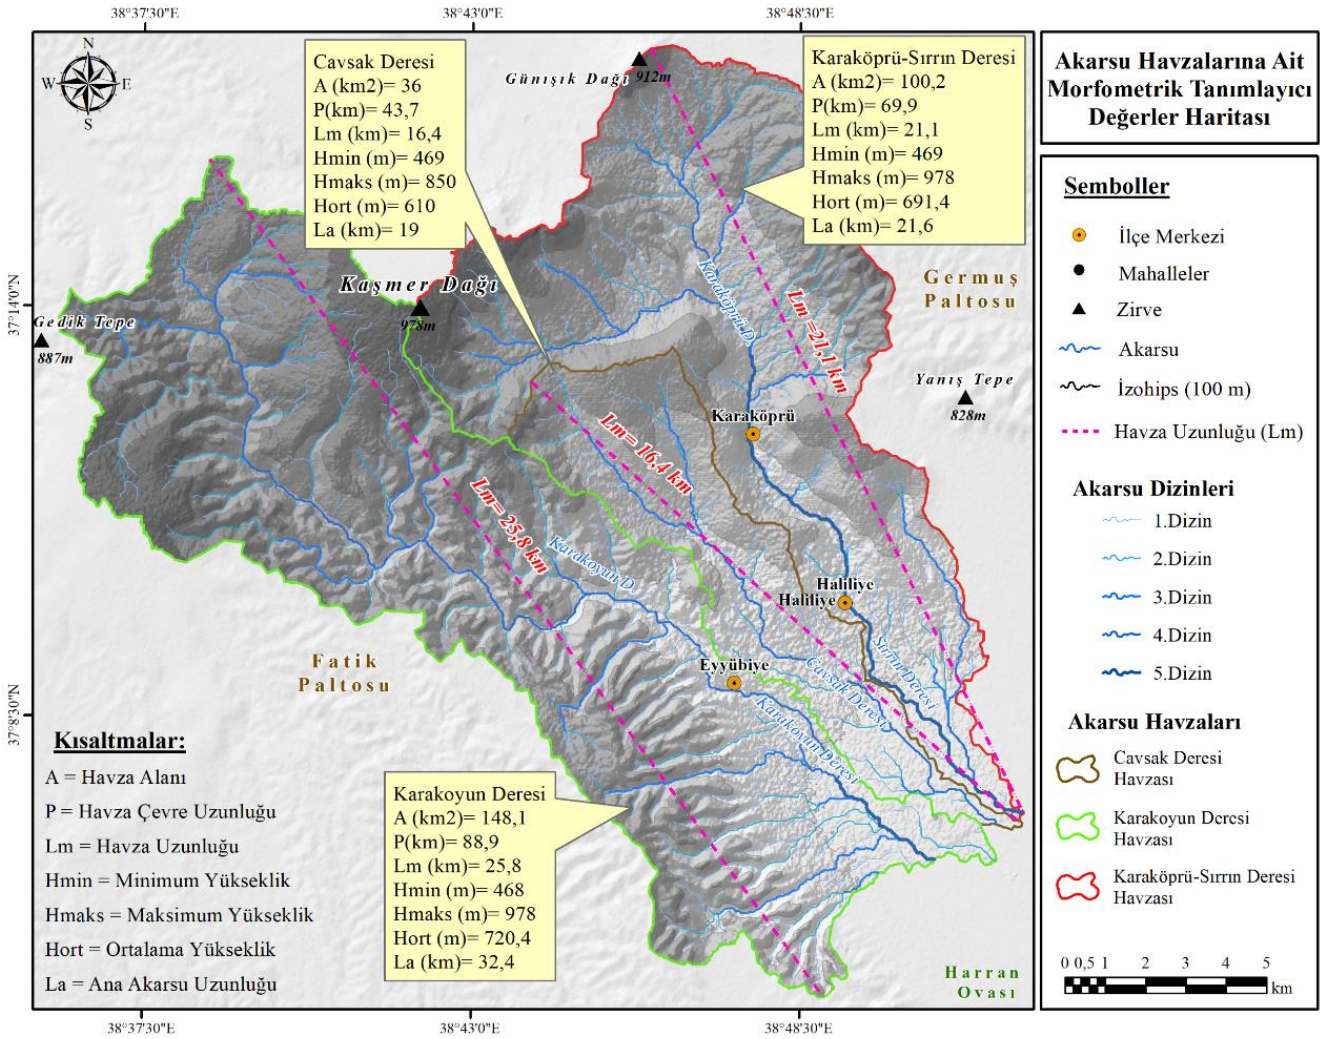 38°37'30"E
38°43'0"E
38°48'30"E
N
W E
S
Cavsak Deresi
A (km2)= 36
P(km)= 43,7
Lm (km)= 16,4
Hmin (m)= 469
Hmaks (m)= 850
Hort (m)= 610
La (km)= 19
Günışık Dağı
912m
Karaköprü-Sırrın Deresi
A (km2)= 100,2
P(km)= 69,9
Lm (km)= 21,1
Hmin (m)= 469
Hmaks (m)= 978
Hort (m)= 691,4
La (km)= 21,6
Kaşmer Dağı
978m
Gedik Tepe
887m
37°14'0"N
Karaköprü D.
Lm =21,1 km
Germuş
Paltosu
Yanış Tepe
828m
Karaköprü
Lm= 16,4 km
Lm= 25,8 km
Karakoyun D.
Haliliye
Haliliye
Sırrın Deresi
Eyyübiye
Cavsak Deresi
Karakoyun Deresi
Fatik
Paltosu
37°8'30"N
Karakoyun Deresi
A (km2)= 148,1
P(km)= 88,9
Lm (km)= 25,8
Hmin (m)= 468
Hmaks (m)= 978
Hort (m)= 720,4
La (km)= 32,4
Harran
Ovası
Kısaltmalar:
A = Havza Alanı
P = Havza Çevre Uzunluğu
Lm = Havza Uzunluğu
Hmin = Minimum Yükseklik
Hmaks = Maksimum Yükseklik
Hort = Ortalama Yükseklik
La = Ana Akarsu Uzunluğu
38°37'30"E
38°43'0"E
38°48'30"E
Akarsu Havzalarına Ait
Morfometrik Tanımlayıcı
Değerler Haritası
Semboller
İlçe Merkezi
Mahalleler
Zirve
Akarsu
İzohips (100 m)
Havza Uzunluğu (Lm)
Akarsu Dizinleri
1.Dizin
2.Dizin
3.Dizin
4.Dizin
5.Dizin
Akarsu Havzaları
Cavsak Deresi
Havzası
Karakoyun Deresi
Havzası
Karaköprü-Sırrın Deresi
Havzası
0 0,5 1 2 3 4 5
km